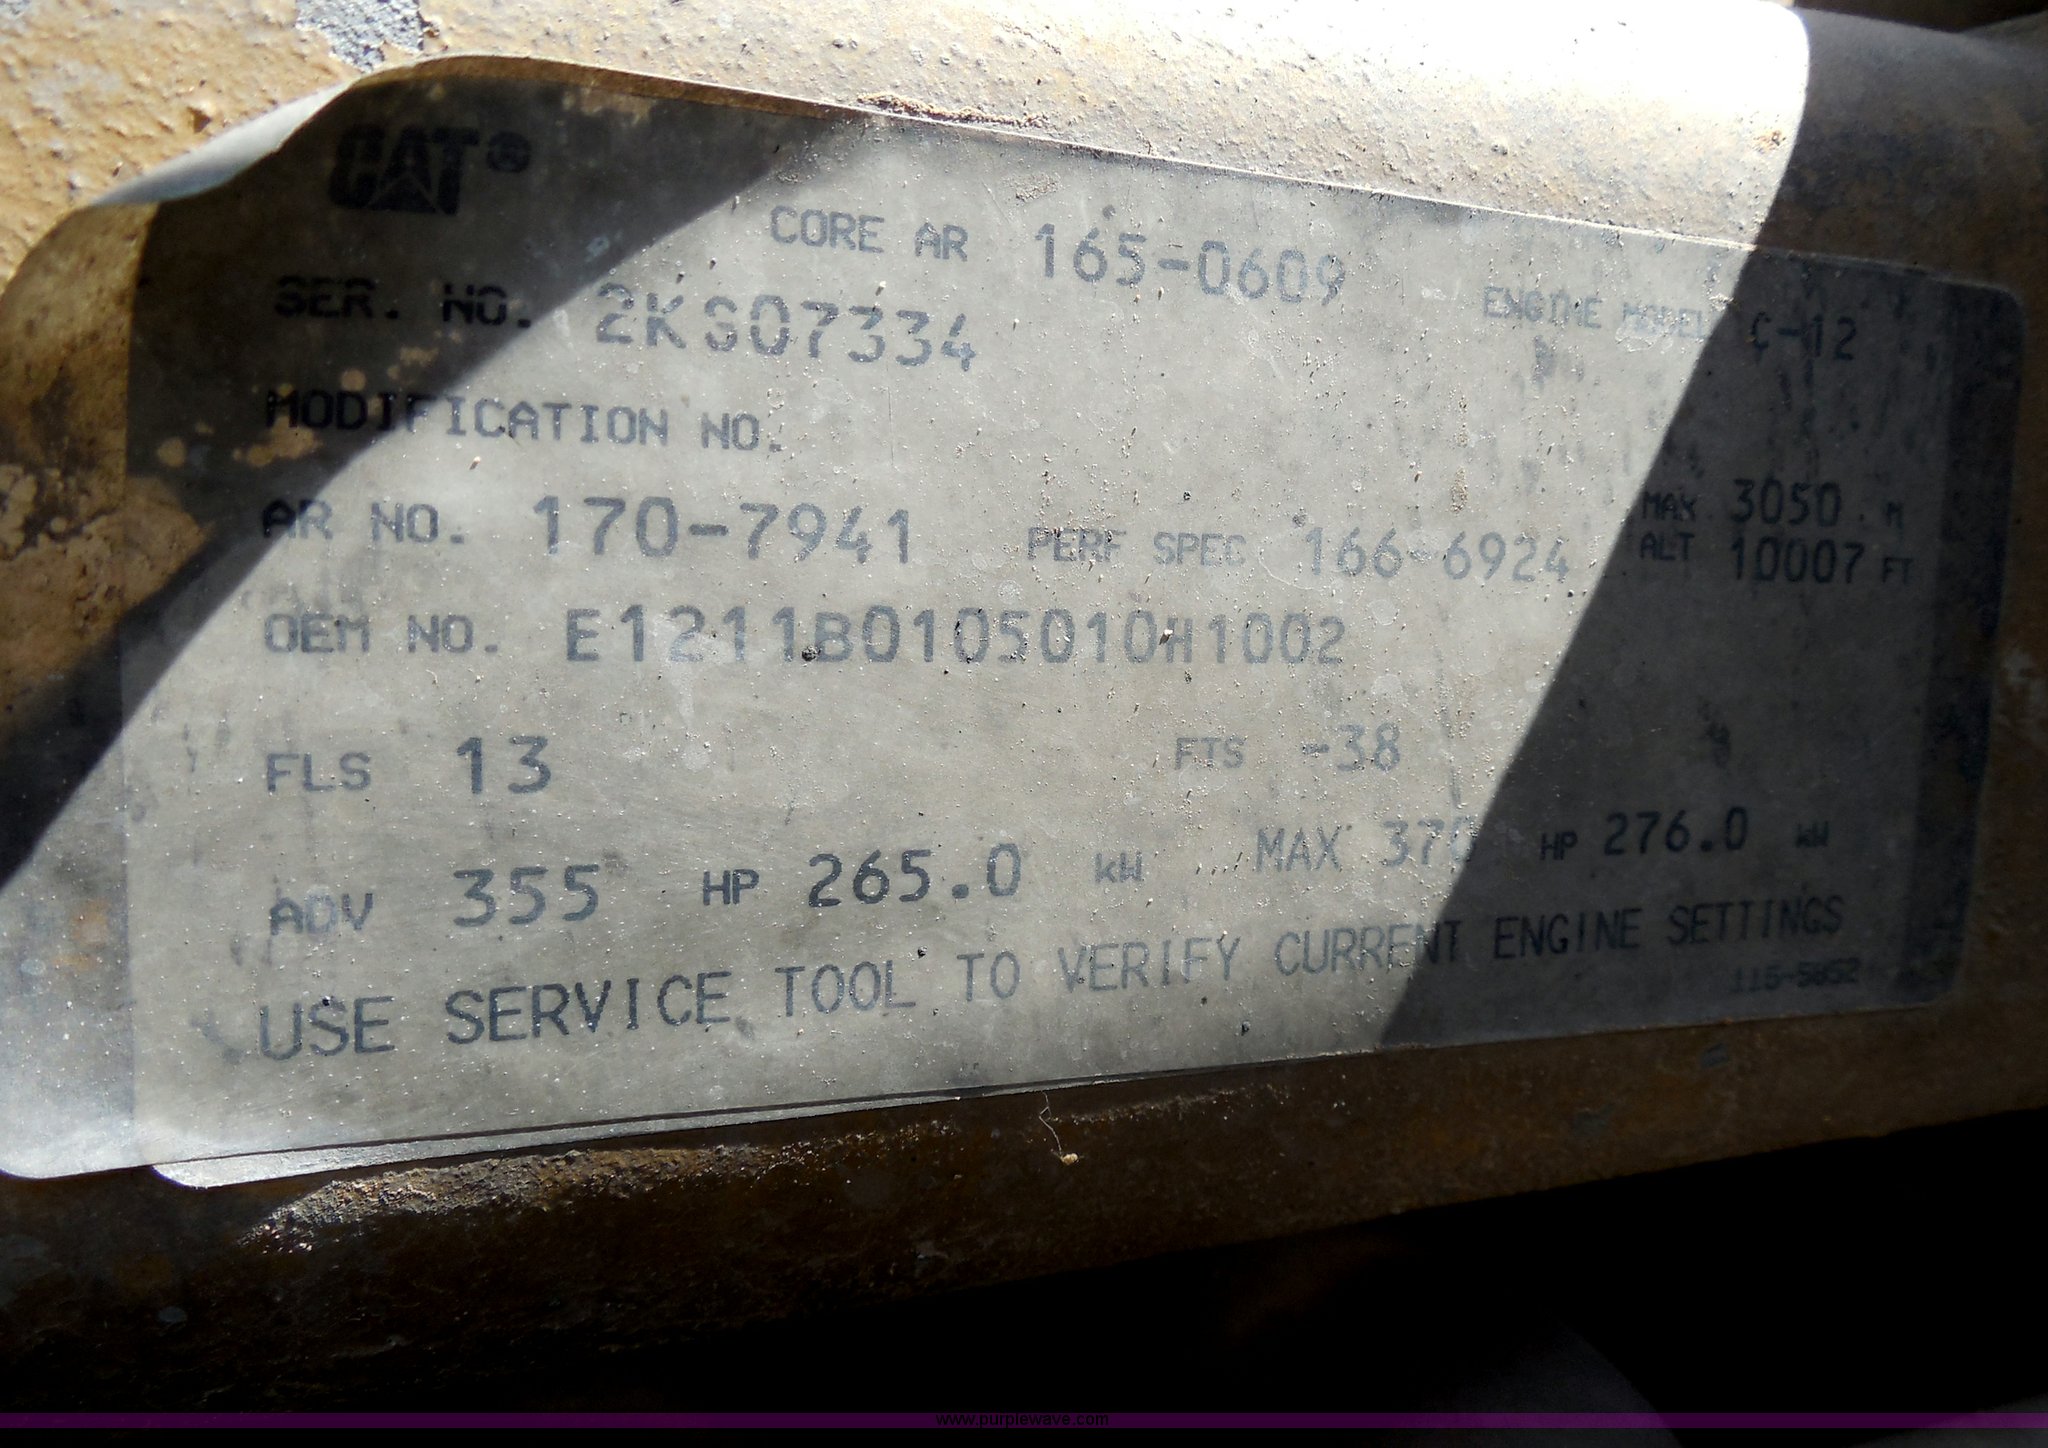 CAT®
CORE AR 165-0609
SER. NO. 2KS07334 ENGINE MODEL C-12
MODIFICATION NO.
AR NO. 170-7941 PERF SPEC 166-6924 MAX ALT 3050 M 10007 FT
OEM NO. E1211B0105010H1002
FLS 13 FTS -38
ADV 355 HP 265.0 kW MAX 370 HP 276.0 kW
USE SERVICE TOOL TO VERIFY CURRENT ENGINE SETTINGS
115-5852
www.purplewave.com